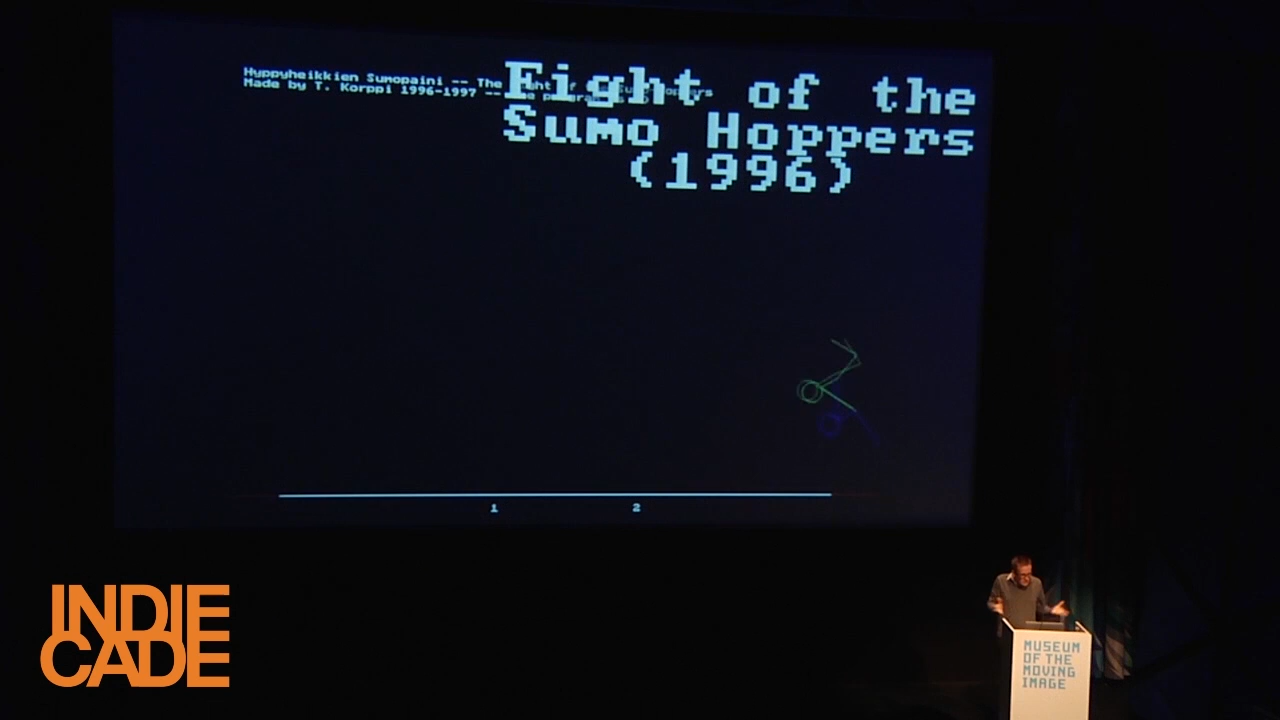 Hyppyheikkien Sumopaini -- The
Made by T. Korppi 1996-1997 --
Fight of the
Sumo Hoppers
(1996)
1 2
INDIE
CADE
MUSEUM
OF THE
MOVING
IMAGE